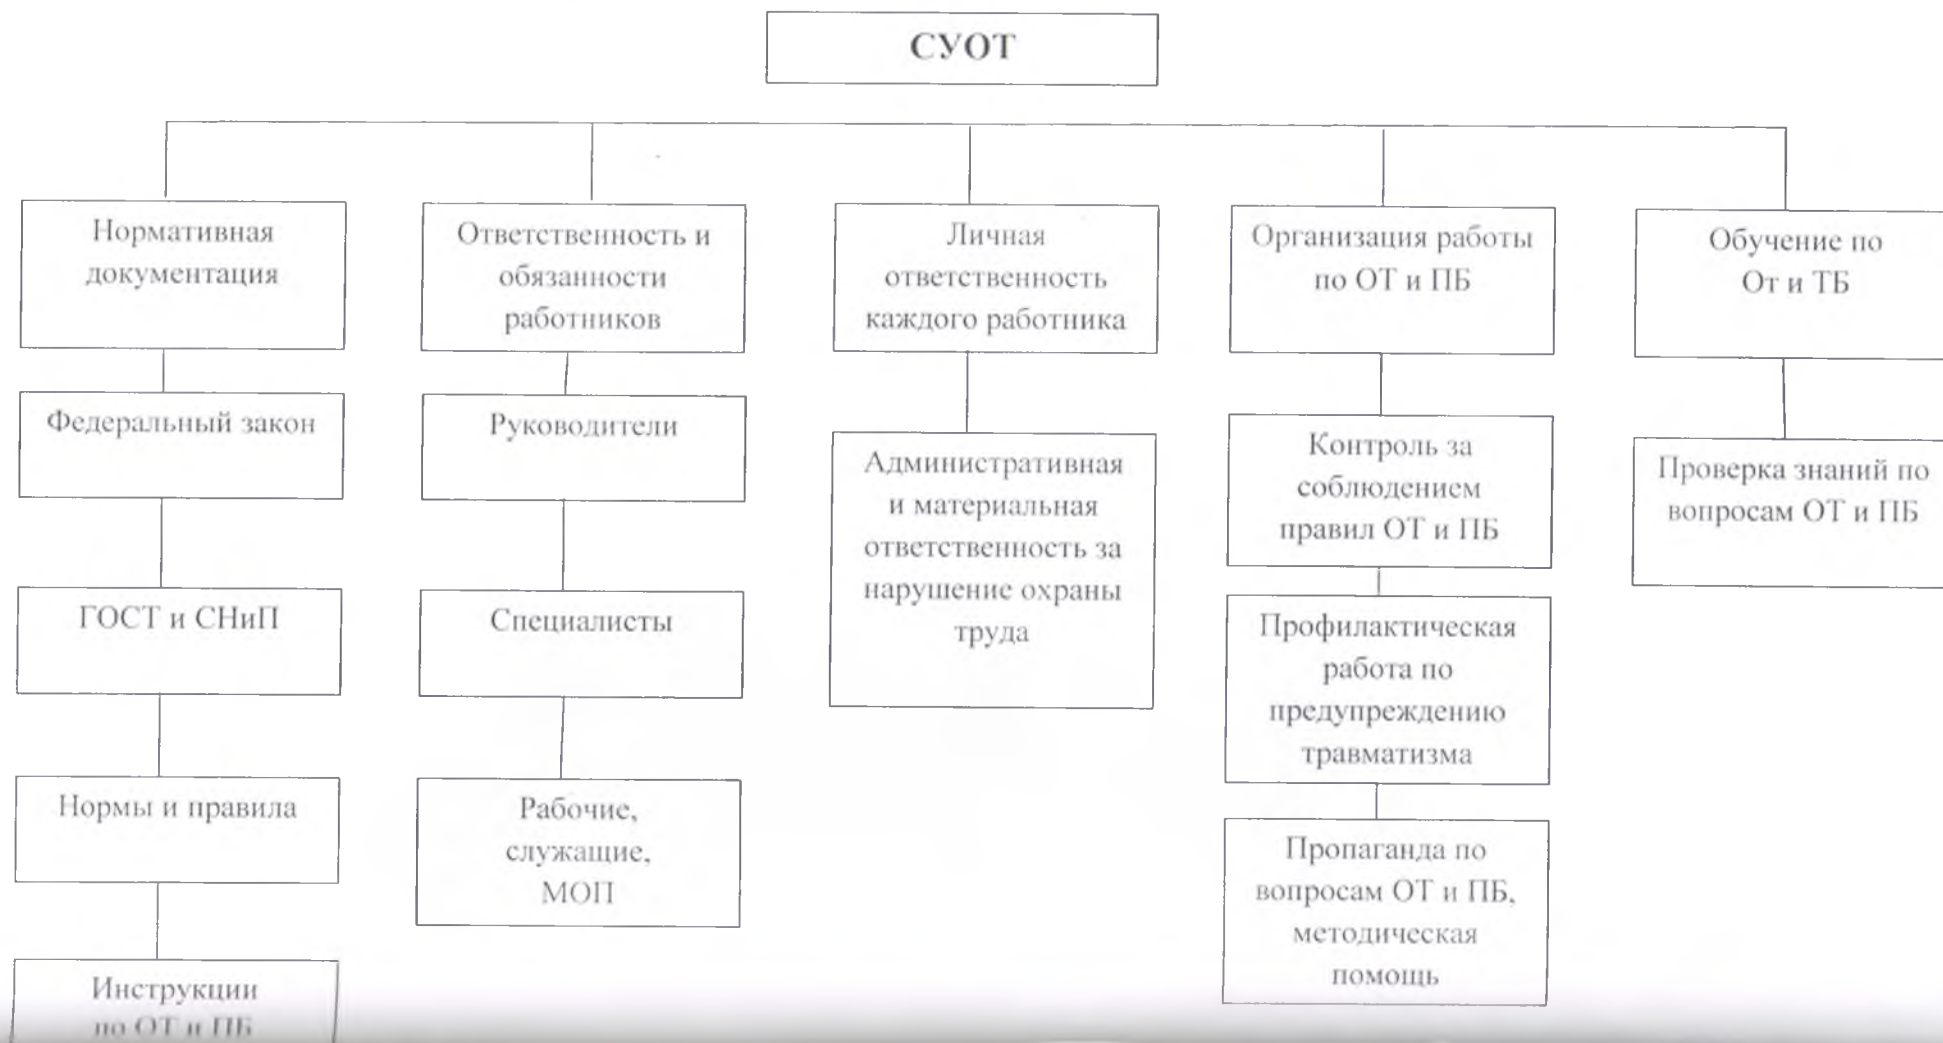 СУОТ
Нормативная
документация
Федеральный закон
ГОСТ и СНиП
Нормы и правила
Инструкции
по ОТ и ПБ
Ответственность и
обязанности
работников
Руководители
Специалисты
Рабочие,
служащие,
МОП
Личная
ответственность
каждого работника
Административная
и материальная
ответственность за
нарушение охраны
труда
Организация работы
по ОТ и ПБ
Контроль за
соблюдением
правил ОТ и ПБ
Профилактическая
работа по
предупреждению
травматизма
Пропаганда по
вопросам ОТ и ПБ,
методическая
помощь
Обучение по
От и ТБ
Проверка знаний по
вопросам ОТ и ПБ